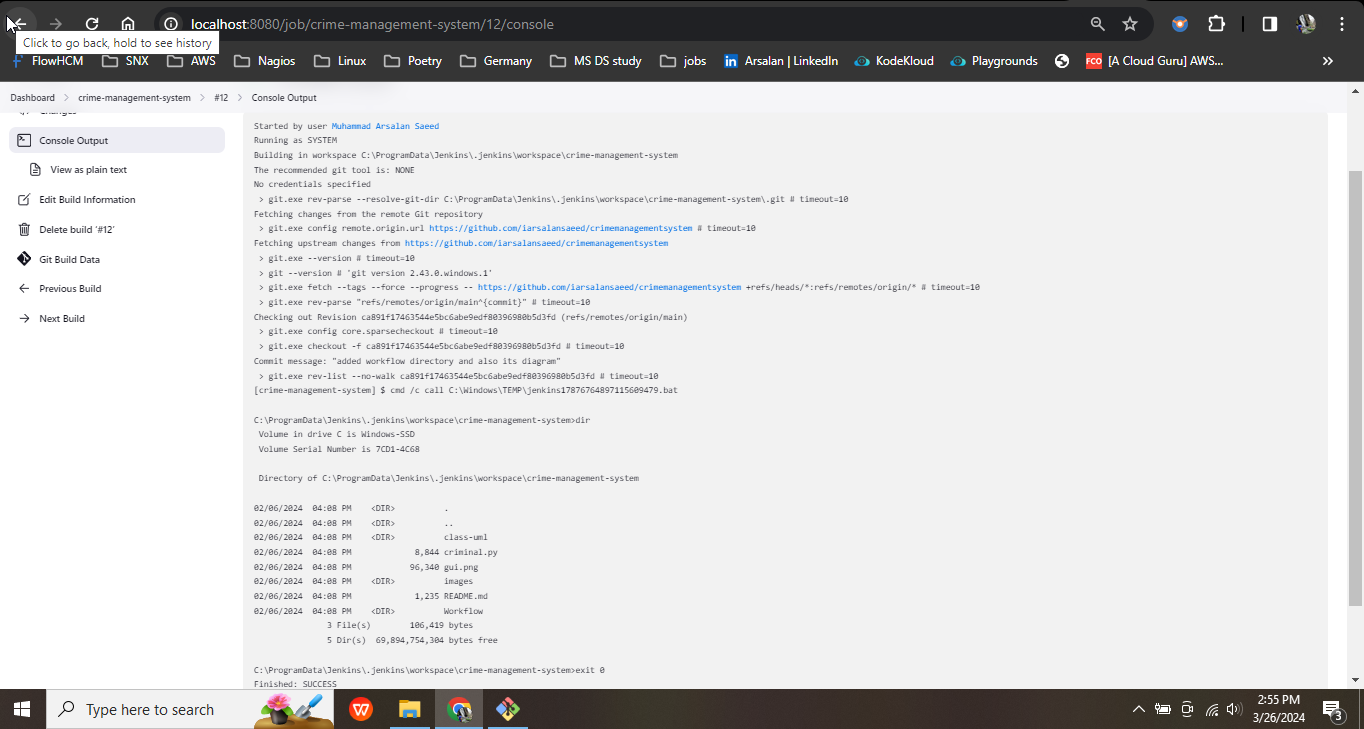 localhost:8080/job/crime-management-system/12/console
Click to go back, hold to see history
FlowHCM SNX AWS Nagios Linux Poetry Germany MS DS study jobs in Arsalan | LinkedIn KodeKloud Playgrounds FCO [A Cloud Guru] AWS... »
Dashboard > crime-management-system > #12 > Console Output
Changes
Console Output
View as plain text
Edit Build Information
Delete build '#12'
Git Build Data
Previous Build
Next Build
Started by user Muhammad Arsalan Saeed
Running as SYSTEM
Building in workspace C:\ProgramData\Jenkins\.jenkins\workspace\crime-management-system
The recommended git tool is: NONE
No credentials specified
> git.exe rev-parse --resolve-git-dir C:\ProgramData\Jenkins\.jenkins\workspace\crime-management-system\.git # timeout=10
Fetching changes from the remote Git repository
> git.exe config remote.origin.url https://github.com/iarsalansaeed/crimemanagementsystem # timeout=10
Fetching upstream changes from https://github.com/iarsalansaeed/crimemanagementsystem
> git.exe --version # timeout=10
> git --version # 'git version 2.43.0.windows.1'
> git.exe fetch --tags --force --progress -- https://github.com/iarsalansaeed/crimemanagementsystem +refs/heads/*:refs/remotes/origin/* # timeout=10
> git.exe rev-parse "refs/remotes/origin/main^{commit}" # timeout=10
Checking out Revision ca891f17463544e5bc6abe9edf80396980b5d3fd (refs/remotes/origin/main)
> git.exe config core.sparsecheckout # timeout=10
> git.exe checkout -f ca891f17463544e5bc6abe9edf80396980b5d3fd # timeout=10
Commit message: "added workflow directory and also its diagram"
> git.exe rev-list --no-walk ca891f17463544e5bc6abe9edf80396980b5d3fd # timeout=10
[crime-management-system] $ cmd /c call C:\Windows\TEMP\jenkins17876764897115609479.bat
C:\ProgramData\Jenkins\.jenkins\workspace\crime-management-system>dir
Volume in drive C is Windows-SSD
Volume Serial Number is 7CD1-4C68
Directory of C:\ProgramData\Jenkins\.jenkins\workspace\crime-management-system
02/06/2024 04:08 PM <DIR> .
02/06/2024 04:08 PM <DIR> ..
02/06/2024 04:08 PM <DIR> class-uml
02/06/2024 04:08 PM 8,844 criminal.py
02/06/2024 04:08 PM 96,340 gui.png
02/06/2024 04:08 PM <DIR> images
02/06/2024 04:08 PM 1,235 README.md
02/06/2024 04:08 PM <DIR> Workflow
3 File(s) 106,419 bytes
5 Dir(s) 69,894,754,304 bytes free
C:\ProgramData\Jenkins\.jenkins\workspace\crime-management-system>exit 0
Finished: SUCCESS
Type here to search
2:55 PM
3/26/2024
3